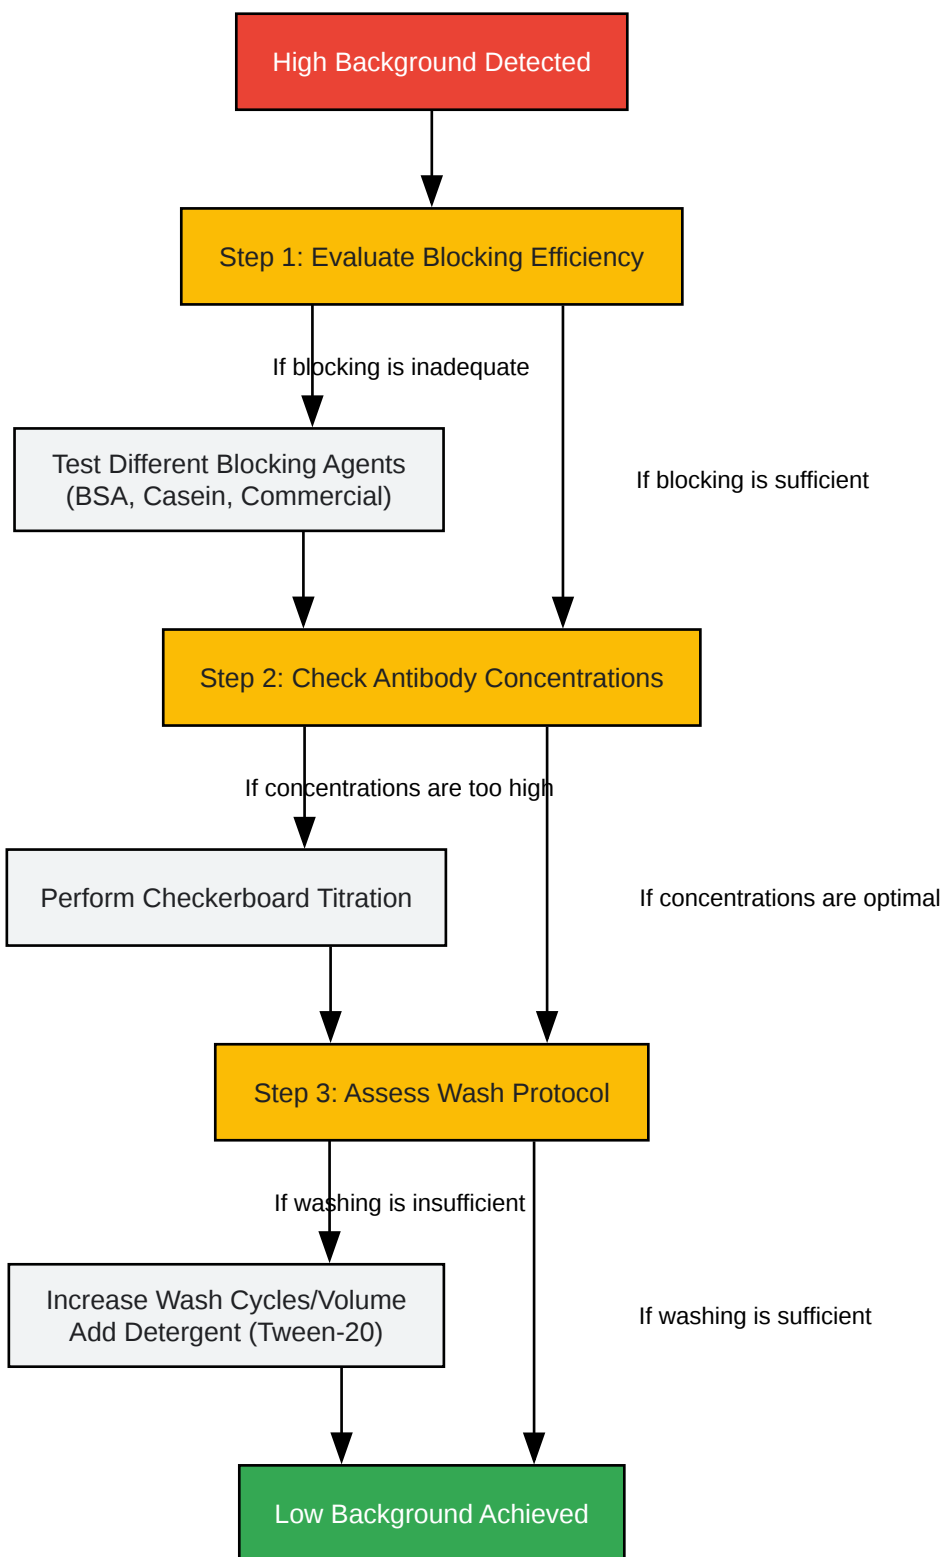 High Background Detected
Step 1: Evaluate Blocking Efficiency
If blocking is inadequate
Test Different Blocking Agents
(BSA, Casein, Commercial)
If blocking is sufficient
Step 2: Check Antibody Concentrations
If concentrations are too high
Perform Checkerboard Titration
If concentrations are optimal
Step 3: Assess Wash Protocol
If washing is insufficient
Increase Wash Cycles/Volume
Add Detergent (Tween-20)
If washing is sufficient
Low Background Achieved